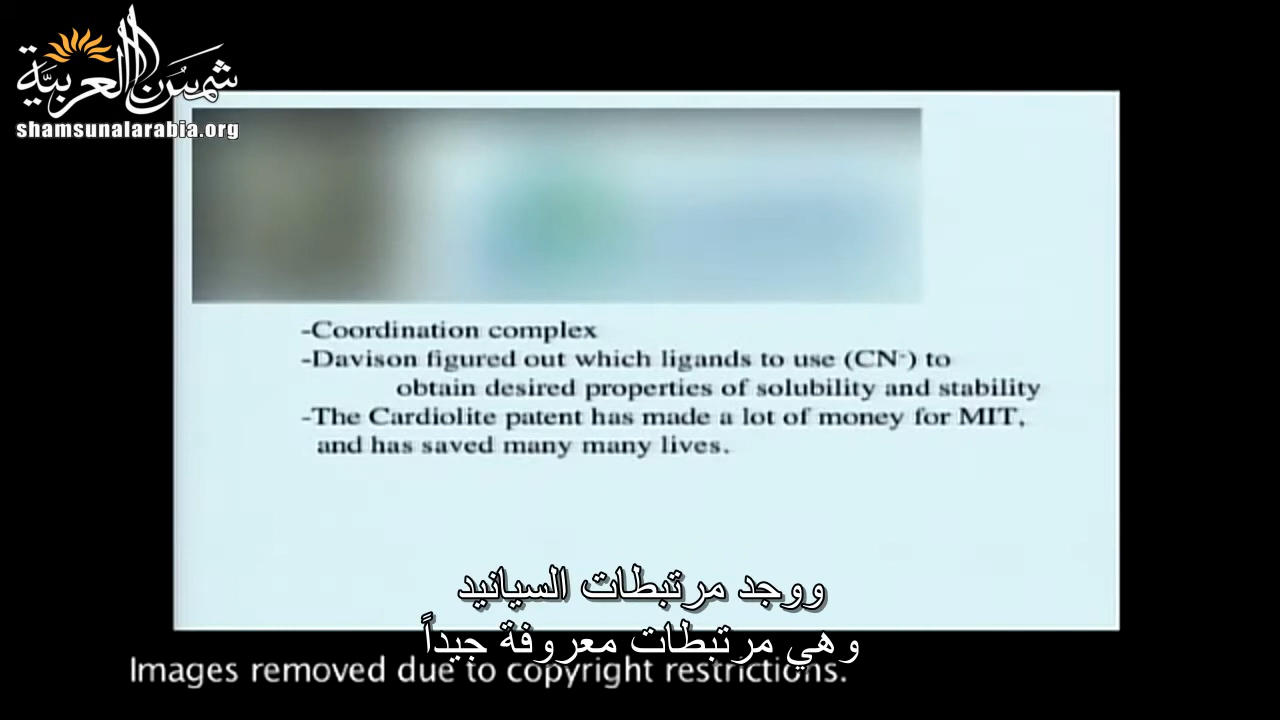 شمسُ العربيَّة
shamsunalarabia.org
-Coordination complex
-Davison figured out which ligands to use (CN-) to
obtain desired properties of solubility and stability
-The Cardiolite patent has made a lot of money for MIT,
and has saved many many lives.
ووجد مرتبطات السيانيد
وهي مرتبطات معروفة جيداً
Images removed due to copyright restrictions.